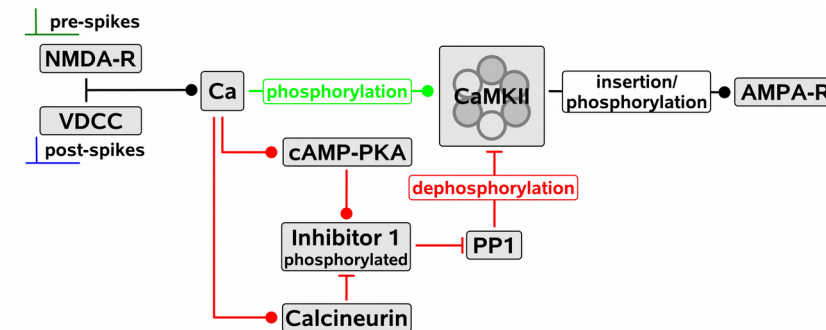 pre-spikes
NMDA-R
VDCC
post-spikes
Ca
phosphorylation
CaMKII
insertion/
phosphorylation
AMPA-R
cAMP-PKA
dephosphorylation
Inhibitor 1
phosphorylated
PP1
Calcineurin